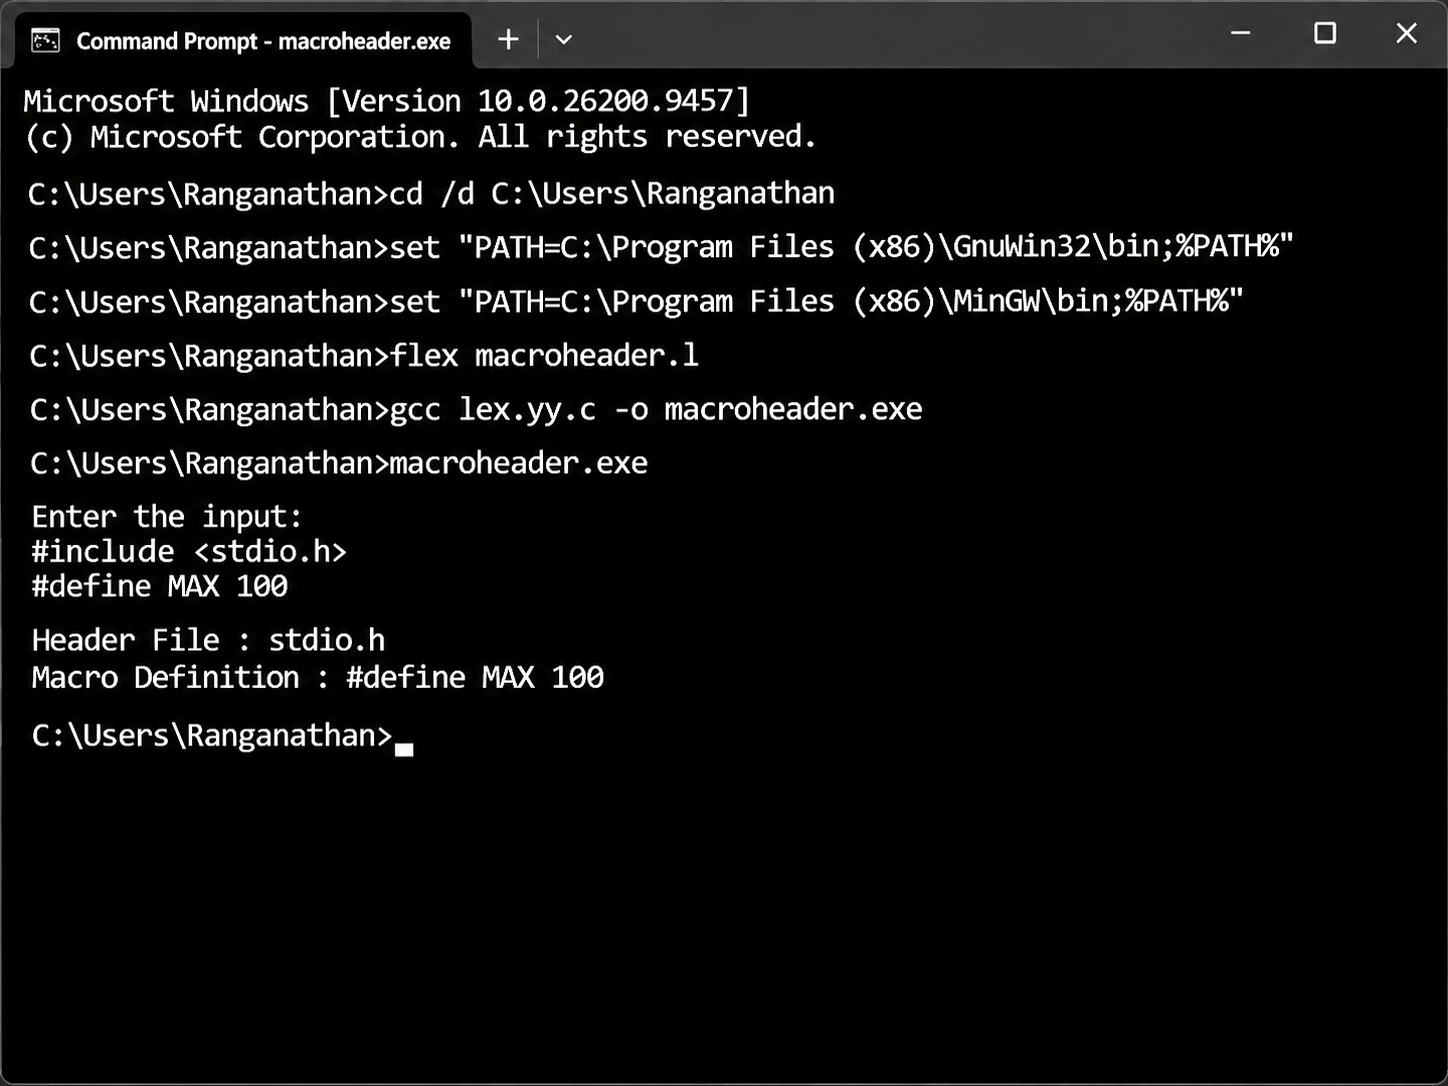 Command Prompt - macroheader.exe
Microsoft Windows [Version 10.0.26200.9457]
(c) Microsoft Corporation. All rights reserved.
C:\Users\Ranganathan>cd /d C:\Users\Ranganathan
C:\Users\Ranganathan>set "PATH=C:\Program Files (x86)\GnuWin32\bin;%PATH%"
C:\Users\Ranganathan>set "PATH=C:\Program Files (x86)\MinGW\bin;%PATH%"
C:\Users\Ranganathan>flex macroheader.l
C:\Users\Ranganathan>gcc lex.yy.c -o macroheader.exe
C:\Users\Ranganathan>macroheader.exe
Enter the input:
#include <stdio.h>
#define MAX 100
Header File : stdio.h
Macro Definition : #define MAX 100
C:\Users\Ranganathan>